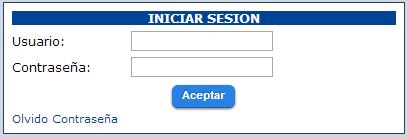 INICIAR SESION
Usuario:
Contraseña:
Aceptar
Olvido Contraseña